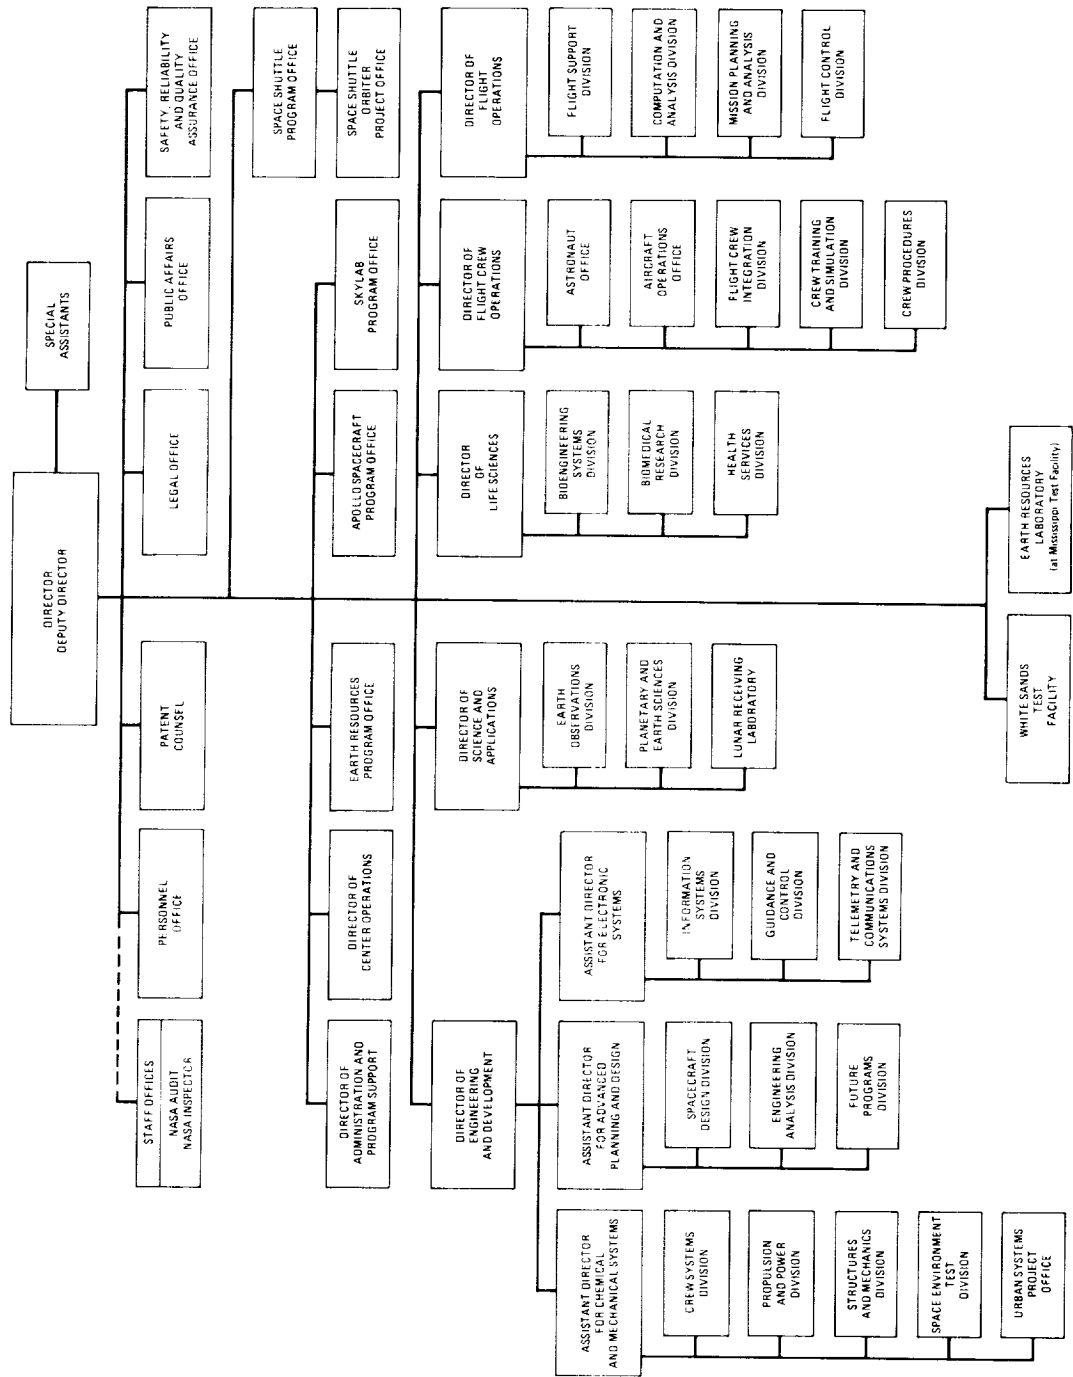 DIRECTOR
DEPUTY DIRECTOR
SPECIAL
ASSISTANTS
STAFF OFFICES
NASA AUDIT
NASA INSPECTOR
PERSONNEL
OFFICE
PATENT
COUNSEL
LEGAL OFFICE
PUBLIC AFFAIRS
OFFICE
SAFETY, RELIABILITY
AND QUALITY
ASSURANCE OFFICE
SPACE SHUTTLE
PROGRAM OFFICE
SPACE SHUTTLE
ORBITER
PROJECT OFFICE
DIRECTOR OF
ADMINISTRATION AND
PROGRAM SUPPORT
DIRECTOR OF
CENTER OPERATIONS
EARTH RESOURCES
PROGRAM OFFICE
APOLLO SPACECRAFT
PROGRAM OFFICE
SKYLAB
PROGRAM OFFICE
DIRECTOR OF
ENGINEERING
AND DEVELOPMENT
DIRECTOR OF
SCIENCE AND
APPLICATIONS
DIRECTOR
OF
LIFE SCIENCES
DIRECTOR OF
FLIGHT CREW
OPERATIONS
DIRECTOR OF
FLIGHT
OPERATIONS
ASSISTANT DIRECTOR
FOR CHEMICAL
AND MECHANICAL SYSTEMS
CREW SYSTEMS
DIVISION
PROPULSION
AND POWER
DIVISION
STRUCTURES
AND MECHANICS
DIVISION
SPACE ENVIRONMENT
TEST
DIVISION
URBAN SYSTEMS
PROJECT
OFFICE
ASSISTANT DIRECTOR
FOR ADVANCED
PLANNING AND DESIGN
SPACECRAFT
DESIGN DIVISION
ENGINEERING
ANALYSIS DIVISION
FUTURE
PROGRAMS
DIVISION
ASSISTANT DIRECTOR
FOR ELECTRONIC
SYSTEMS
INFORMATION
SYSTEMS
DIVISION
GUIDANCE AND
CONTROL
DIVISION
TELEMETRY AND
COMMUNICATIONS
SYSTEMS DIVISION
EARTH
OBSERVATIONS
DIVISION
PLANETARY AND
EARTH SCIENCES
DIVISION
LUNAR RECEIVING
LABORATORY
BIOENGINEERING
SYSTEMS
DIVISION
BIOMEDICAL
RESEARCH
DIVISION
HEALTH
SERVICES
DIVISION
ASTRONAUT
OFFICE
AIRCRAFT
OPERATIONS
OFFICE
FLIGHT CREW
INTEGRATION
DIVISION
CREW TRAINING
AND SIMULATION
DIVISION
CREW PROCEDURES
DIVISION
FLIGHT SUPPORT
DIVISION
COMPUTATION AND
ANALYSIS DIVISION
MISSION PLANNING
AND ANALYSIS
DIVISION
FLIGHT CONTROL
DIVISION
WHITE SANDS
TEST
FACILITY
EARTH RESOURCES
LABORATORY
(at Mississippi Test Facility)